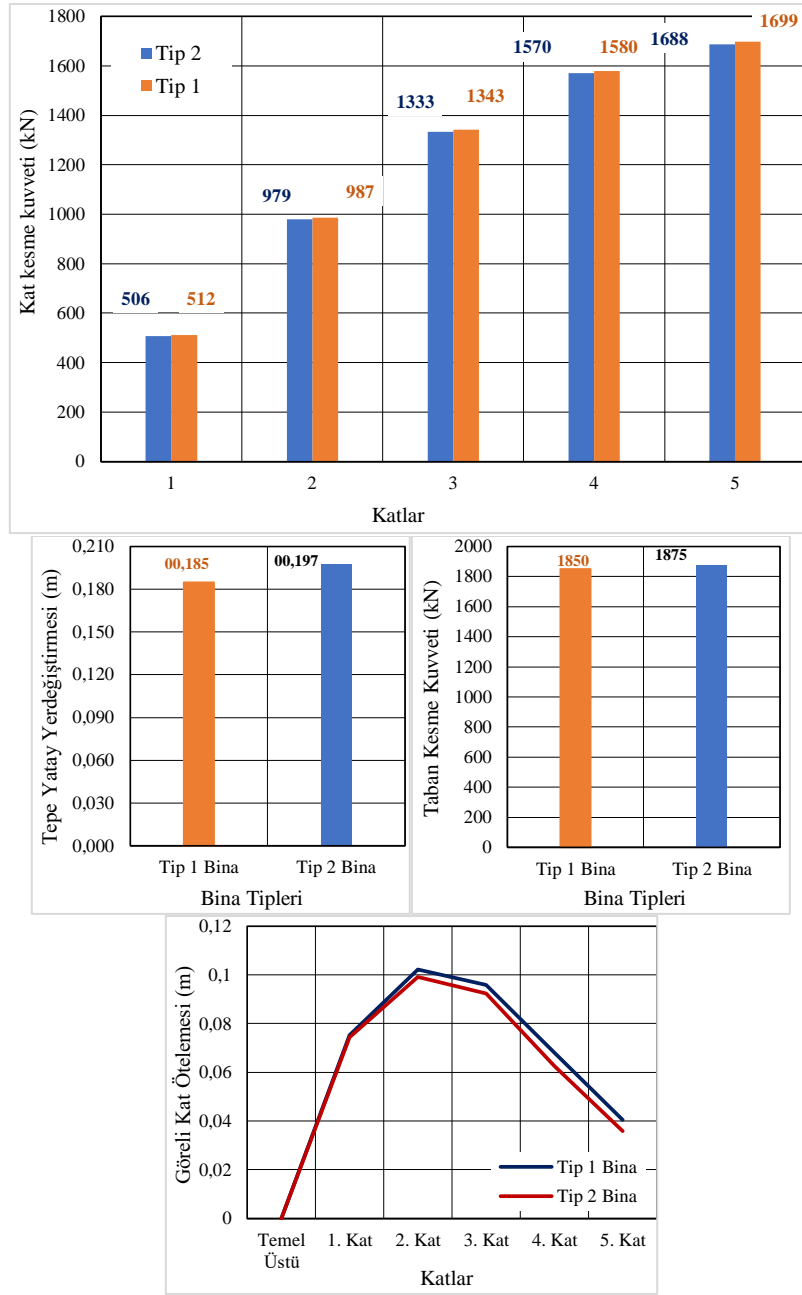 1800
1600
1400
1200
1000
800
600
400
200
0
Kat kesme kuvveti (kN)
Tip 2
Tip 1
506
512
979
987
1333
1343
1570
1580
1688
1699
1
2
3
4
5
Katlar
0,210
0,180
0,150
0,120
0,090
0,060
0,030
0,000
Tepe Yatay Yerdeğiştirmesi (m)
00,185
00,197
Tip 1 Bina
Tip 2 Bina
Bina Tipleri
2000
1800
1600
1400
1200
1000
800
600
400
200
0
Taban Kesme Kuvveti (kN)
1850
1875
Tip 1 Bina
Tip 2 Bina
Bina Tipleri
0,12
0,1
0,08
0,06
0,04
0,02
0
Göreli Kat Ötelemesi (m)
Tip 1 Bina
Tip 2 Bina
Temel
Üstü
1. Kat
2. Kat
3. Kat
4. Kat
5. Kat
Katlar